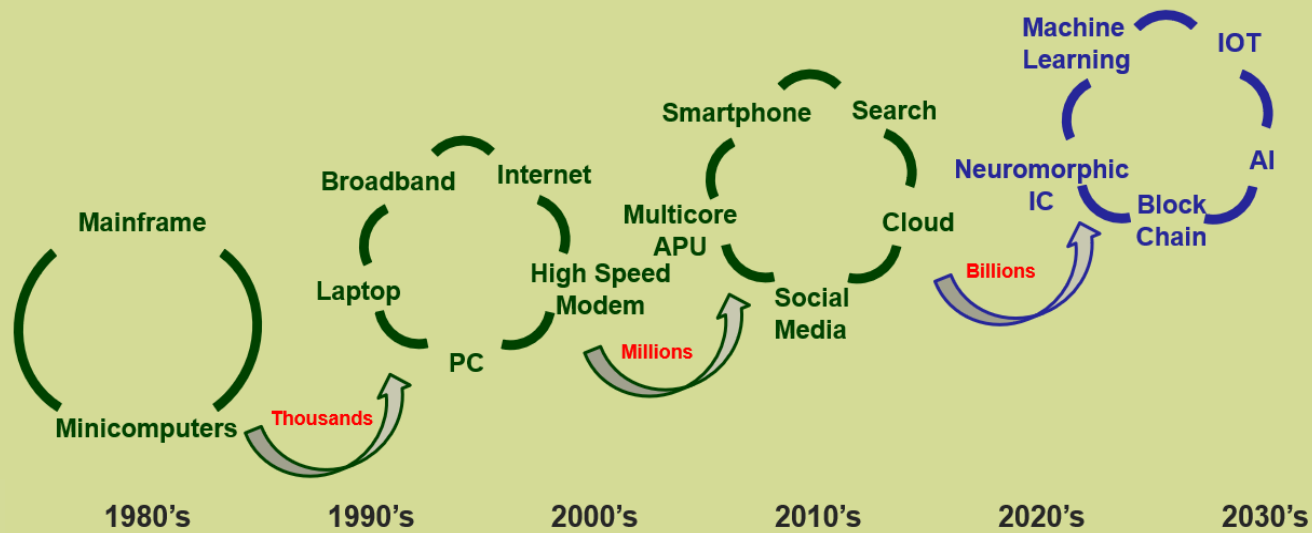 Mainframe
Minicomputers
Thousands
Broadband
Internet
Laptop
High Speed
Modem
PC
Millions
Smartphone
Search
Multicore
APU
Cloud
Social
Media
Billions
Machine
Learning
IOT
Neuromorphic
IC
AI
Block
Chain
1980's
1990's
2000's
2010's
2020's
2030's